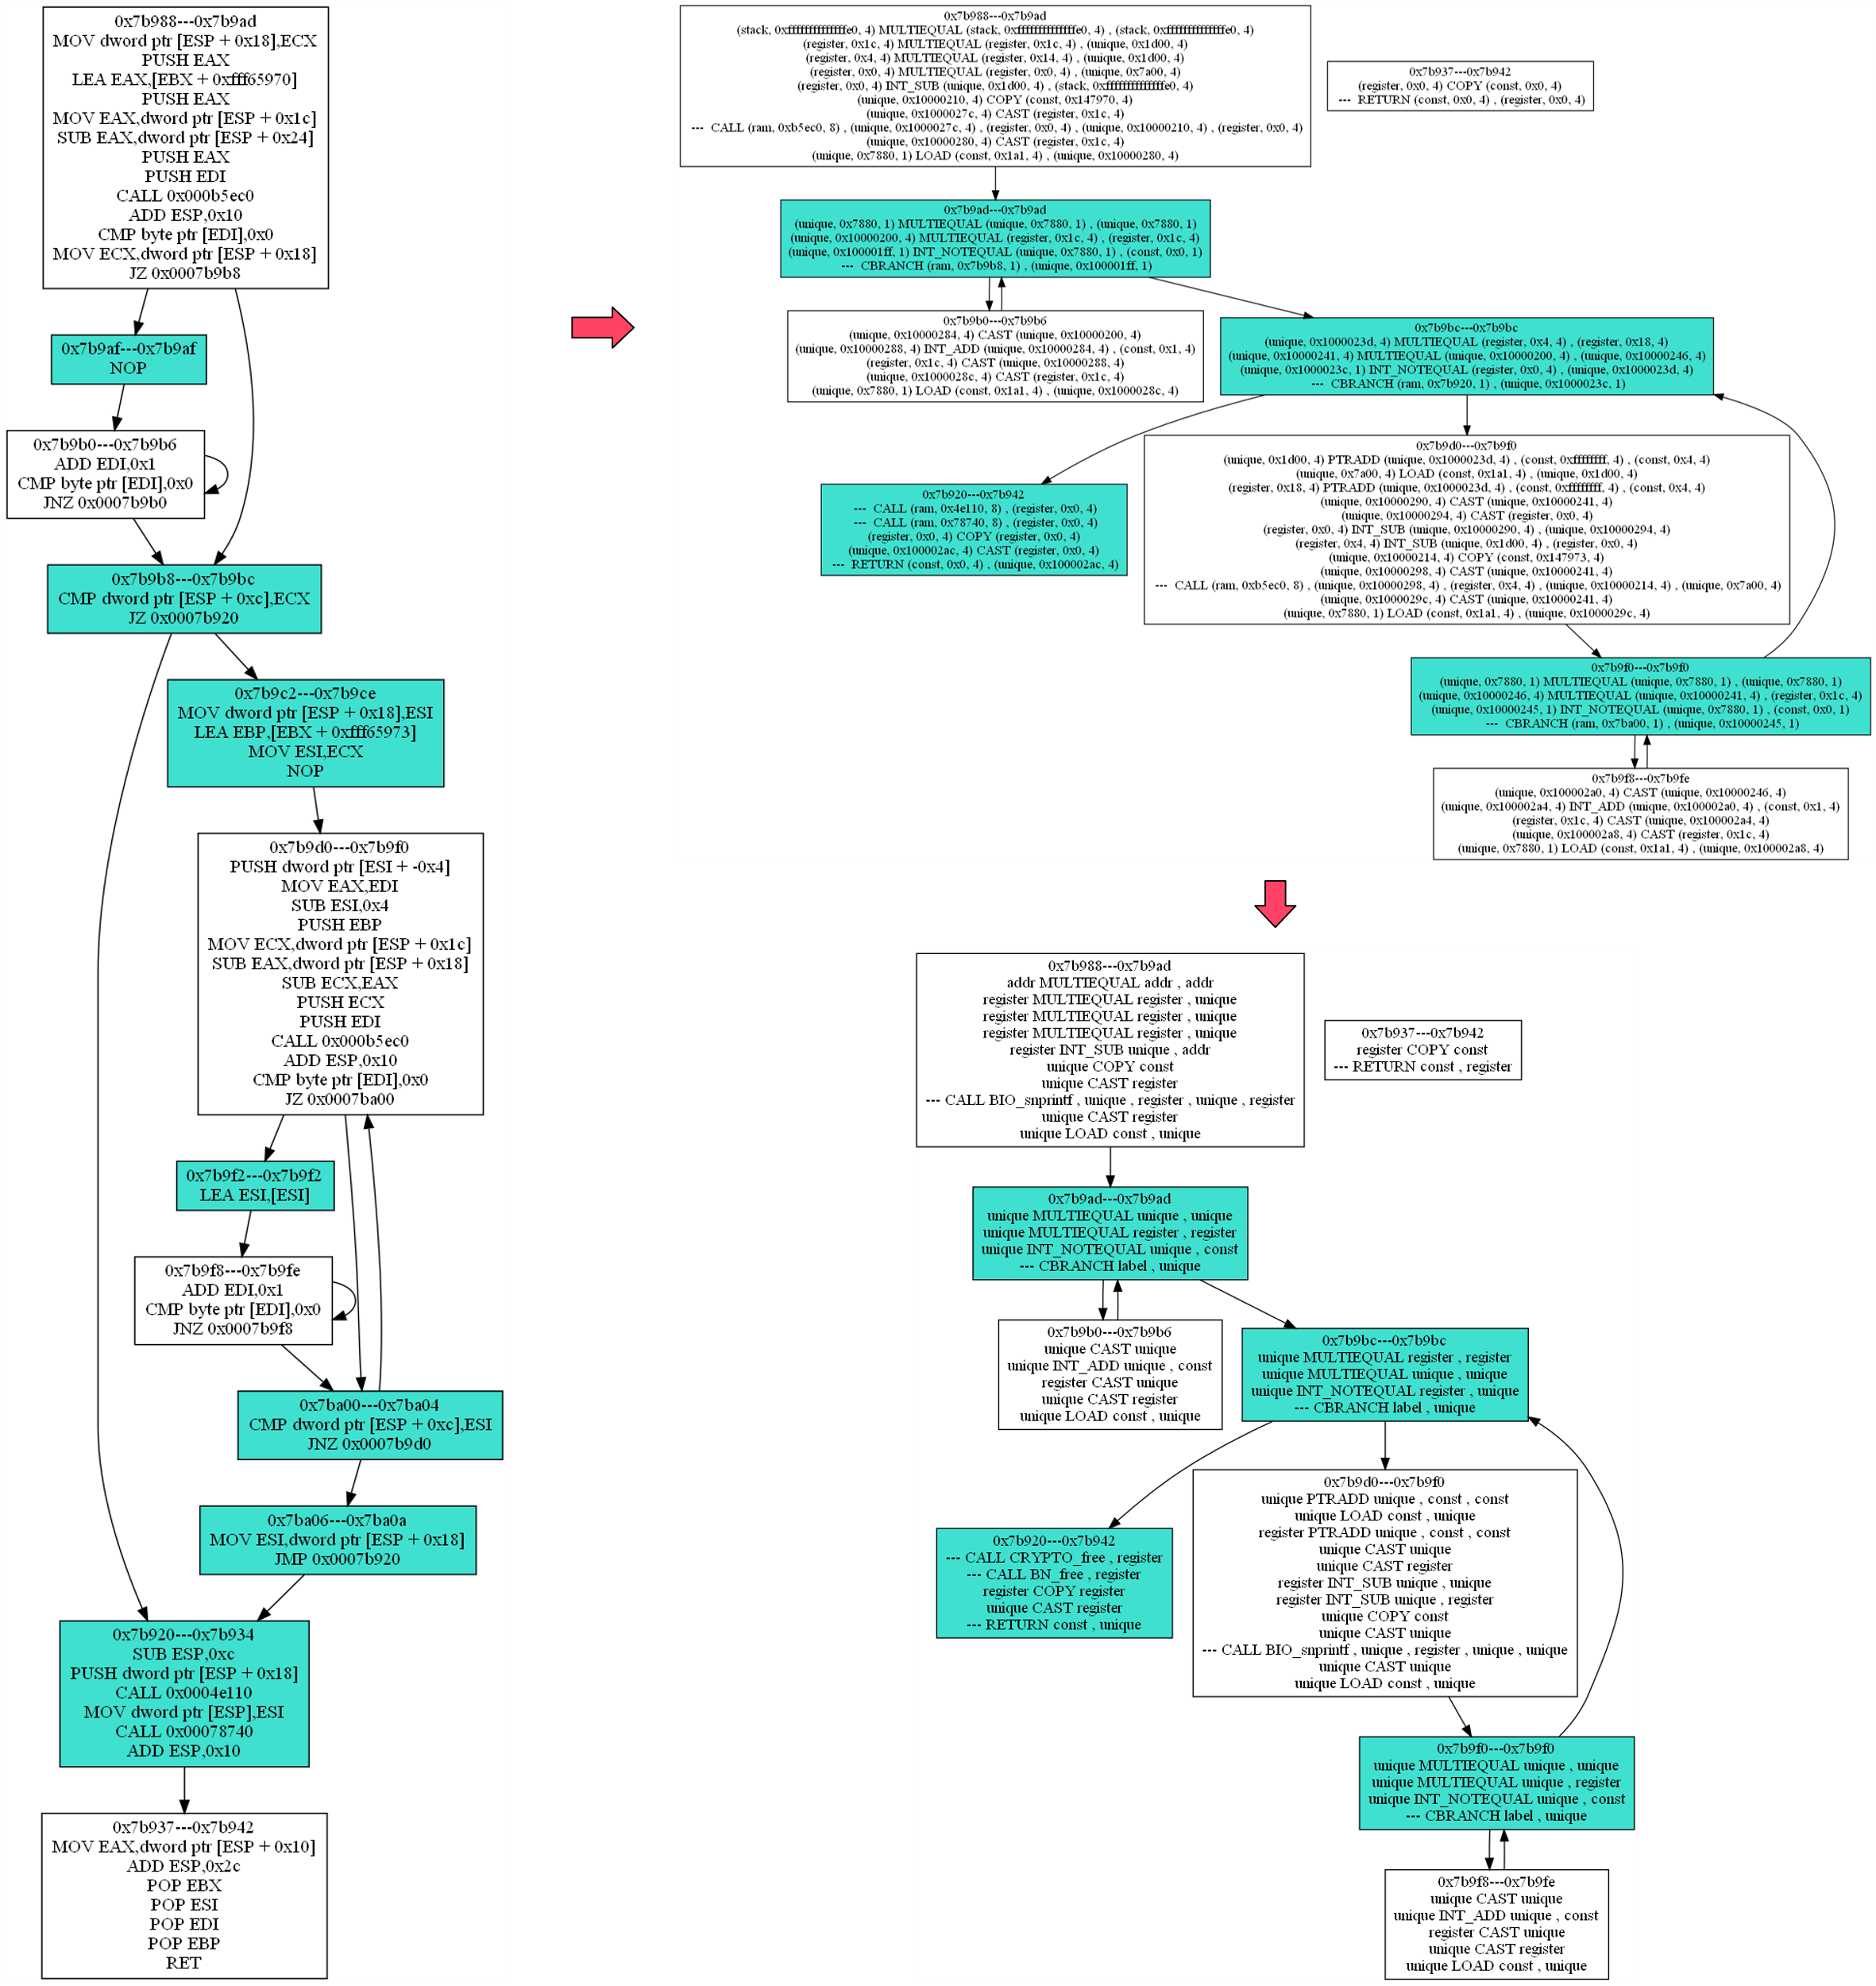 0x7b988---0x7b9ad
MOV dword ptr [ESP + 0x18],ECX
PUSH EAX
LEA EAX,[EBX + 0xfff65970]
PUSH EAX
MOV EAX,dword ptr [ESP + 0x1c]
SUB EAX,dword ptr [ESP + 0x24]
PUSH EAX
PUSH EDI
CALL 0x000b5ec0
ADD ESP,0x10
CMP byte ptr [EDI],0x0
MOV ECX,dword ptr [ESP + 0x18]
JZ 0x0007b9b8
0x7b9af---0x7b9af
NOP
0x7b9b0---0x7b9b6
ADD EDI,0x1
CMP byte ptr [EDI],0x0
JNZ 0x0007b9b0
0x7b9b8---0x7b9bc
CMP dword ptr [ESP + 0xc],ECX
JZ 0x0007b920
0x7b9c2---0x7b9ce
MOV dword ptr [ESP + 0x18],ESI
LEA EBP,[EBX + 0xfff65973]
MOV ESI,ECX
NOP
0x7b9d0---0x7b9f0
PUSH dword ptr [ESI + -0x4]
MOV EAX,EDI
SUB ESI,0x4
PUSH EBP
MOV ECX,dword ptr [ESP + 0x1c]
SUB EAX,dword ptr [ESP + 0x18]
SUB ECX,EAX
PUSH ECX
PUSH EDI
CALL 0x000b5ec0
ADD ESP,0x10
CMP byte ptr [EDI],0x0
JZ 0x0007ba00
0x7b9f2---0x7b9f2
LEA ESI,[ESI]
0x7b9f8---0x7b9fe
ADD EDI,0x1
CMP byte ptr [EDI],0x0
JNZ 0x0007b9f8
0x7ba00---0x7ba04
CMP dword ptr [ESP + 0xc],ESI
JNZ 0x0007b9d0
0x7ba06---0x7ba0a
MOV ESI,dword ptr [ESP + 0x18]
JMP 0x0007b920
0x7b920---0x7b934
SUB ESP,0xc
PUSH dword ptr [ESP + 0x18]
CALL 0x0004e110
MOV dword ptr [ESP],ESI
CALL 0x00078740
ADD ESP,0x10
0x7b937---0x7b942
MOV EAX,dword ptr [ESP + 0x10]
ADD ESP,0x2c
POP EBX
POP ESI
POP EDI
POP EBP
RET
0x7b988---0x7b9ad
(stack, 0xffffffffffffffe0, 4) MULTIEQUAL (stack, 0xffffffffffffffe0, 4) , (stack, 0xffffffffffffffe0, 4)
(register, 0x1c, 4) MULTIEQUAL (register, 0x1c, 4) , (unique, 0x1d00, 4)
(register, 0x4, 4) MULTIEQUAL (register, 0x14, 4) , (unique, 0x1d00, 4)
(register, 0x0, 4) MULTIEQUAL (register, 0x0, 4) , (unique, 0x7a00, 4)
(register, 0x0, 4) INT_SUB (unique, 0x1d00, 4) , (stack, 0xffffffffffffffe0, 4)
(unique, 0x10000210, 4) COPY (const, 0x147970, 4)
(unique, 0x1000027c, 4) CAST (register, 0x1c, 4)
--- CALL (ram, 0xb5ec0, 8) , (unique, 0x1000027c, 4) , (register, 0x0, 4) , (unique, 0x10000210, 4) , (register, 0x0, 4)
(unique, 0x10000280, 4) CAST (register, 0x1c, 4)
(unique, 0x7880, 1) LOAD (const, 0x1a1, 4) , (unique, 0x10000280, 4)
0x7b937---0x7b942
(register, 0x0, 4) COPY (const, 0x0, 4)
--- RETURN (const, 0x0, 4) , (register, 0x0, 4)
0x7b9ad---0x7b9ad
(unique, 0x7880, 1) MULTIEQUAL (unique, 0x7880, 1) , (unique, 0x7880, 1)
(unique, 0x10000200, 4) MULTIEQUAL (register, 0x1c, 4) , (register, 0x1c, 4)
(unique, 0x100001ff, 1) INT_NOTEQUAL (unique, 0x7880, 1) , (const, 0x0, 1)
--- CBRANCH (ram, 0x7b9b8, 1) , (unique, 0x100001ff, 1)
0x7b9b0---0x7b9b6
(unique, 0x10000284, 4) CAST (unique, 0x10000200, 4)
(unique, 0x10000288, 4) INT_ADD (unique, 0x10000284, 4) , (const, 0x1, 4)
(register, 0x1c, 4) CAST (unique, 0x10000288, 4)
(unique, 0x1000028c, 4) CAST (register, 0x1c, 4)
(unique, 0x7880, 1) LOAD (const, 0x1a1, 4) , (unique, 0x1000028c, 4)
0x7b9bc---0x7b9bc
(unique, 0x1000023d, 4) MULTIEQUAL (register, 0x4, 4) , (register, 0x18, 4)
(unique, 0x10000241, 4) MULTIEQUAL (unique, 0x10000200, 4) , (unique, 0x10000246, 4)
(unique, 0x1000023c, 1) INT_NOTEQUAL (register, 0x0, 4) , (unique, 0x1000023d, 4)
--- CBRANCH (ram, 0x7b920, 1) , (unique, 0x1000023c, 1)
0x7b920---0x7b942
--- CALL (ram, 0x4e110, 8) , (register, 0x0, 4)
--- CALL (ram, 0x78740, 8) , (register, 0x0, 4)
(register, 0x0, 4) COPY (register, 0x0, 4)
(unique, 0x100002ac, 4) CAST (register, 0x0, 4)
--- RETURN (const, 0x0, 4) , (unique, 0x100002ac, 4)
0x7b9d0---0x7b9f0
(unique, 0x1d00, 4) PTRADD (unique, 0x1000023d, 4) , (const, 0xffffffff, 4) , (const, 0x4, 4)
(unique, 0x7a00, 4) LOAD (const, 0x1a1, 4) , (unique, 0x1d00, 4)
(register, 0x18, 4) PTRADD (unique, 0x1000023d, 4) , (const, 0xffffffff, 4) , (const, 0x4, 4)
(unique, 0x10000290, 4) CAST (unique, 0x10000241, 4)
(unique, 0x10000294, 4) CAST (register, 0x0, 4)
(register, 0x0, 4) INT_SUB (unique, 0x10000290, 4) , (unique, 0x10000294, 4)
(register, 0x4, 4) INT_SUB (unique, 0x1d00, 4) , (register, 0x0, 4)
(unique, 0x10000214, 4) COPY (const, 0x147973, 4)
(unique, 0x10000298, 4) CAST (unique, 0x10000241, 4)
--- CALL (ram, 0xb5ec0, 8) , (unique, 0x10000298, 4) , (register, 0x4, 4) , (unique, 0x10000214, 4) , (unique, 0x7a00, 4)
(unique, 0x1000029c, 4) CAST (unique, 0x10000241, 4)
(unique, 0x7880, 1) LOAD (const, 0x1a1, 4) , (unique, 0x1000029c, 4)
0x7b9f0---0x7b9f0
(unique, 0x7880, 1) MULTIEQUAL (unique, 0x7880, 1) , (unique, 0x7880, 1)
(unique, 0x10000246, 4) MULTIEQUAL (unique, 0x10000241, 4) , (register, 0x1c, 4)
(unique, 0x10000245, 1) INT_NOTEQUAL (unique, 0x7880, 1) , (const, 0x0, 1)
--- CBRANCH (ram, 0x7ba00, 1) , (unique, 0x10000245, 1)
0x7b9f8---0x7b9fe
(unique, 0x100002a0, 4) CAST (unique, 0x10000246, 4)
(unique, 0x100002a4, 4) INT_ADD (unique, 0x100002a0, 4) , (const, 0x1, 4)
(register, 0x1c, 4) CAST (unique, 0x100002a4, 4)
(unique, 0x100002a8, 4) CAST (register, 0x1c, 4)
(unique, 0x7880, 1) LOAD (const, 0x1a1, 4) , (unique, 0x100002a8, 4)
0x7b988---0x7b9ad
addr MULTIEQUAL addr , addr
register MULTIEQUAL register , unique
register MULTIEQUAL register , unique
register MULTIEQUAL register , unique
register INT_SUB unique , addr
unique COPY const
unique CAST register
--- CALL BIO_snprintf , unique , register , unique , register
unique CAST register
unique LOAD const , unique
0x7b937---0x7b942
register COPY const
--- RETURN const , register
0x7b9ad---0x7b9ad
unique MULTIEQUAL unique , unique
unique MULTIEQUAL register , register
unique INT_NOTEQUAL unique , const
--- CBRANCH label , unique
0x7b9b0---0x7b9b6
unique CAST unique
unique INT_ADD unique , const
register CAST unique
unique CAST register
unique LOAD const , unique
0x7b9bc---0x7b9bc
unique MULTIEQUAL register , register
unique MULTIEQUAL unique , unique
unique INT_NOTEQUAL register , unique
--- CBRANCH label , unique
0x7b920---0x7b942
--- CALL CRYPTO_free , register
--- CALL BN_free , register
register COPY register
unique CAST register
--- RETURN const , unique
0x7b9d0---0x7b9f0
unique PTRADD unique , const , const
unique LOAD const , unique
register PTRADD unique , const , const
unique CAST unique
unique CAST register
register INT_SUB unique , unique
register INT_SUB unique , register
unique COPY const
unique CAST unique
--- CALL BIO_snprintf , unique , register , unique , unique
unique CAST unique
unique LOAD const , unique
0x7b9f0---0x7b9f0
unique MULTIEQUAL unique , unique
unique MULTIEQUAL unique , register
unique INT_NOTEQUAL unique , const
--- CBRANCH label , unique
0x7b9f8---0x7b9fe
unique CAST unique
unique INT_ADD unique , const
register CAST unique
unique CAST register
unique LOAD const , unique